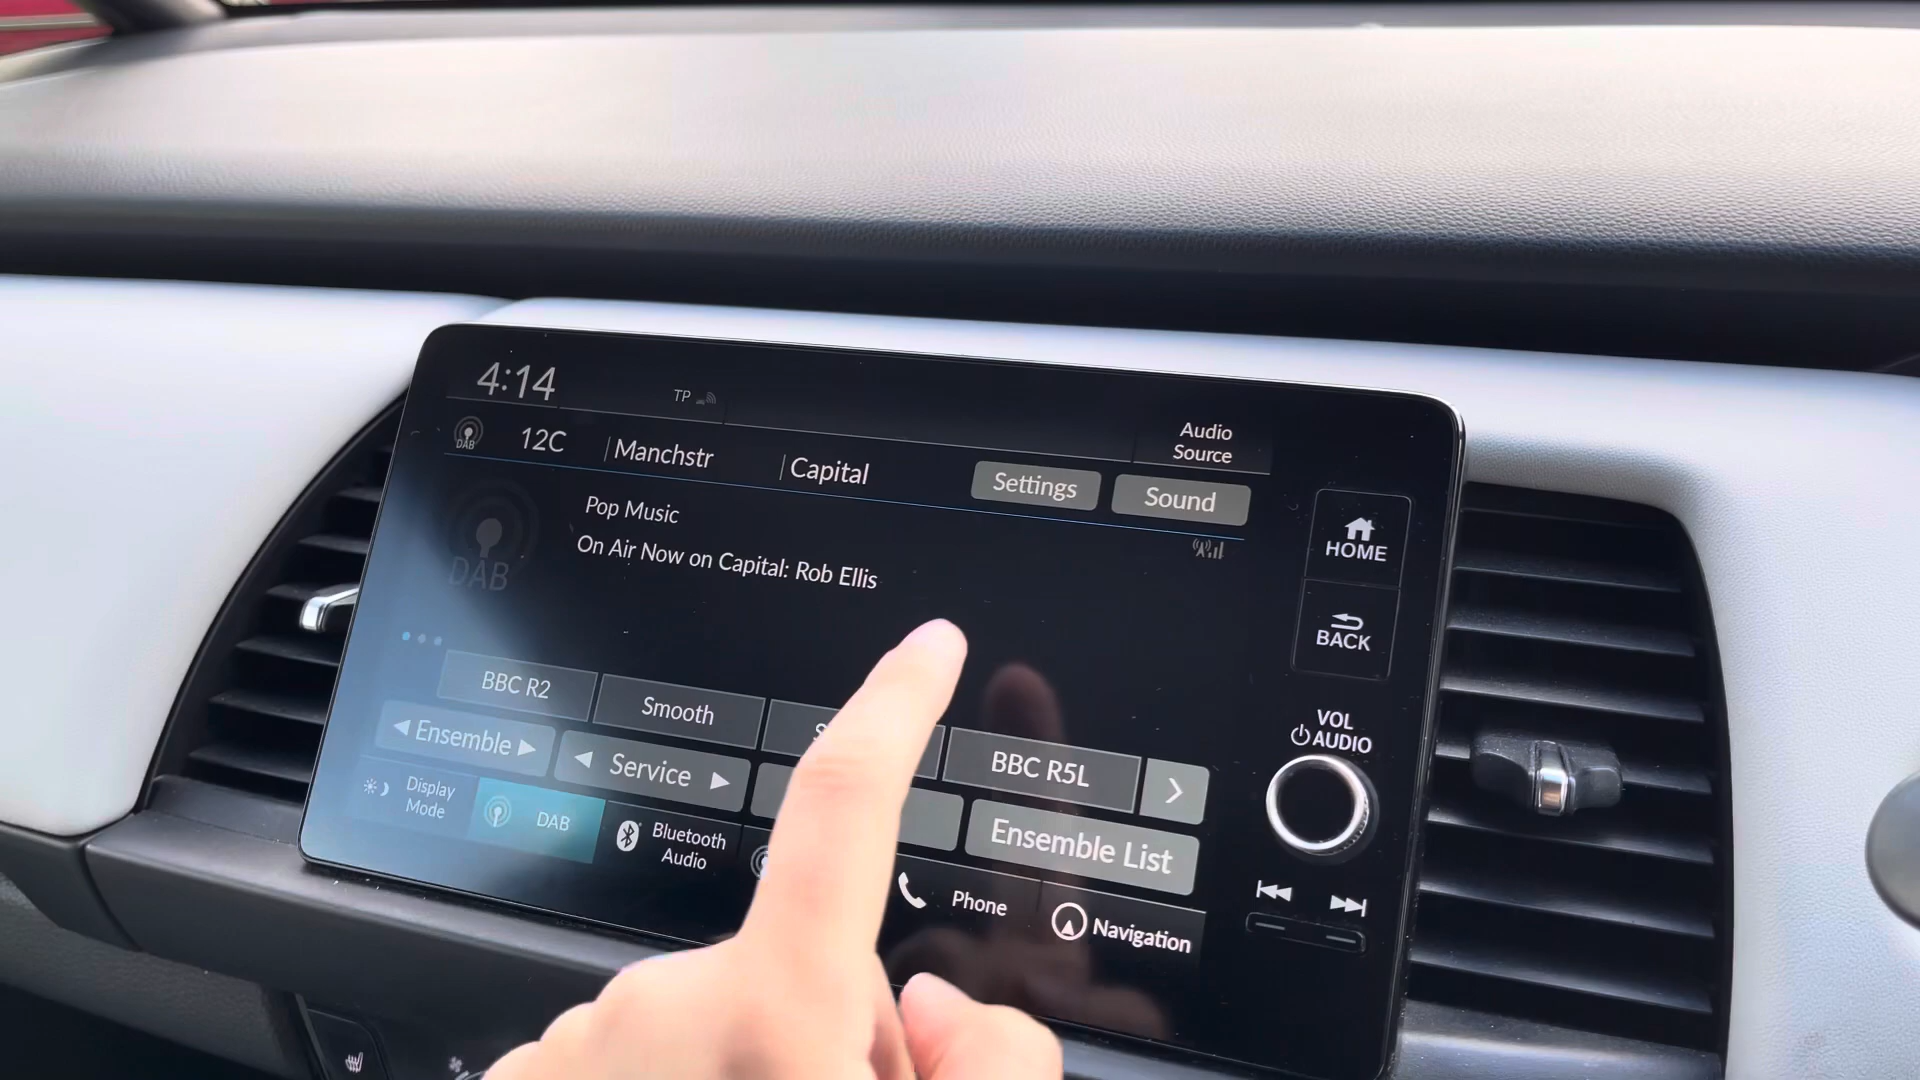 4:14
TP
DAB
12C
Manchstr
Capital
Audio
Source
Settings
Sound
Pop Music
On Air Now on Capital: Rob Ellis
DAB
HOME
BACK
BBC R2
Smooth
BBC R5L
VOL
AUDIO
Ensemble
Service
Ensemble List
Display
Mode
DAB
Bluetooth
Audio
Phone
Navigation